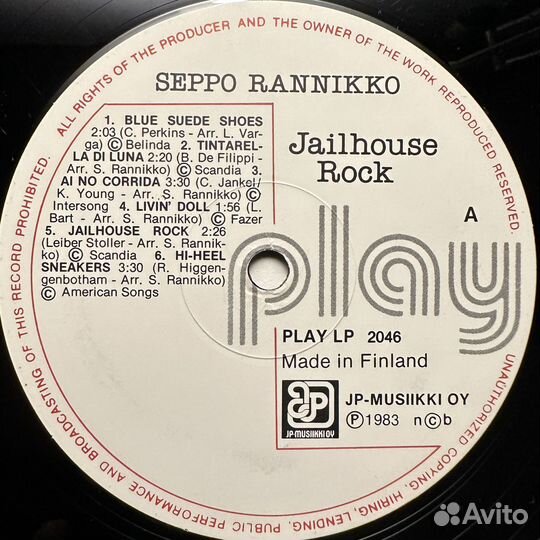 ALL RIGHTS OF THE PRODUCER AND THE OWNER OF THE WORK REPRODUCED RESERVED.
UNAUTHORIZED COPYING, HIRING, LENDING, PUBLIC PERFORMANCE AND BROADCASTING OF THIS RECORD PROHIBITED.
SEPPO RANNIKKO
1. BLUE SUEDE SHOES
2:03 (C. Perkins - Arr. L. Var-
ga) Ⓒ Belinda 2. TINTAREL-
LA DI LUNA 2:20 (B. De Filippi -
Arr. S. Rannikko) Ⓒ Scandia 3.
AI NO CORRIDA 3:30 (C. Jankel/
K. Young - Arr. S. Rannikko) Ⓒ
Intersong 4. LIVIN' DOLL 1:56 (L.
Bart - Arr. S. Rannikko) Ⓒ Fazer
5. JAILHOUSE ROCK 2:26
(Leiber Stoller - Arr. S. Rannik-
ko) Ⓒ Scandia 6. HI-HEEL
SNEAKERS 3:30 (R. Higgen-
genbotham - Arr. S. Rannikko)
Ⓒ American Songs
Jailhouse
Rock
A
play
PLAY LP 2046
Made in Finland
JP
JP-MUSIIKKI OY
JP-MUSIIKKI OY
Ⓟ 1983 nⒸb
Avito